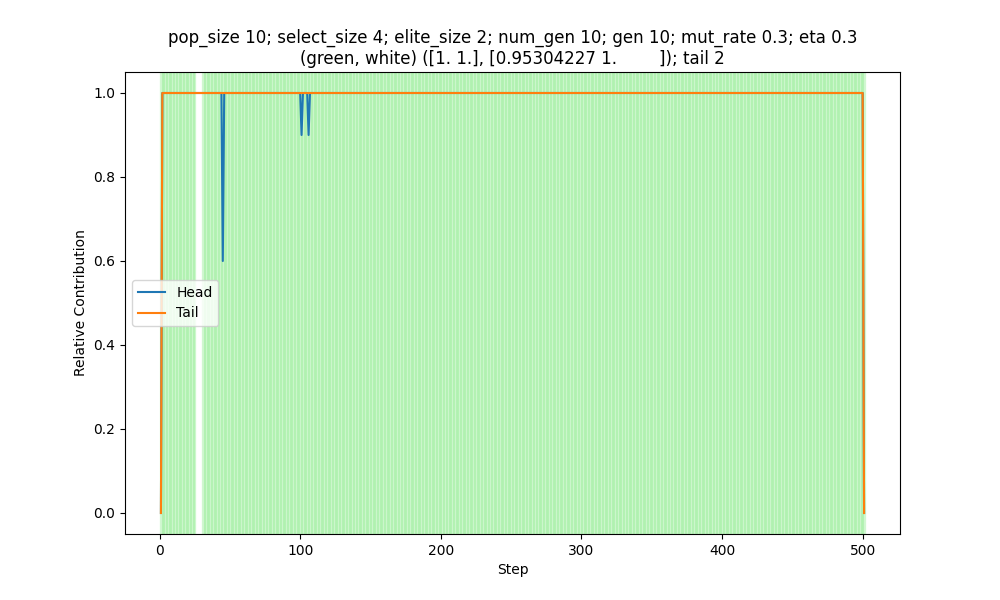 pop_size 10; select_size 4; elite_size 2; num_gen 10; gen 10; mut_rate 0.3; eta 0.3
(green, white) ([1. 1.], [0.95304227 1.         ]); tail 2
1.0
0.8
0.6
0.4
0.2
0.0
Relative Contribution
Head
Tail
0
100
200
300
400
500
Step